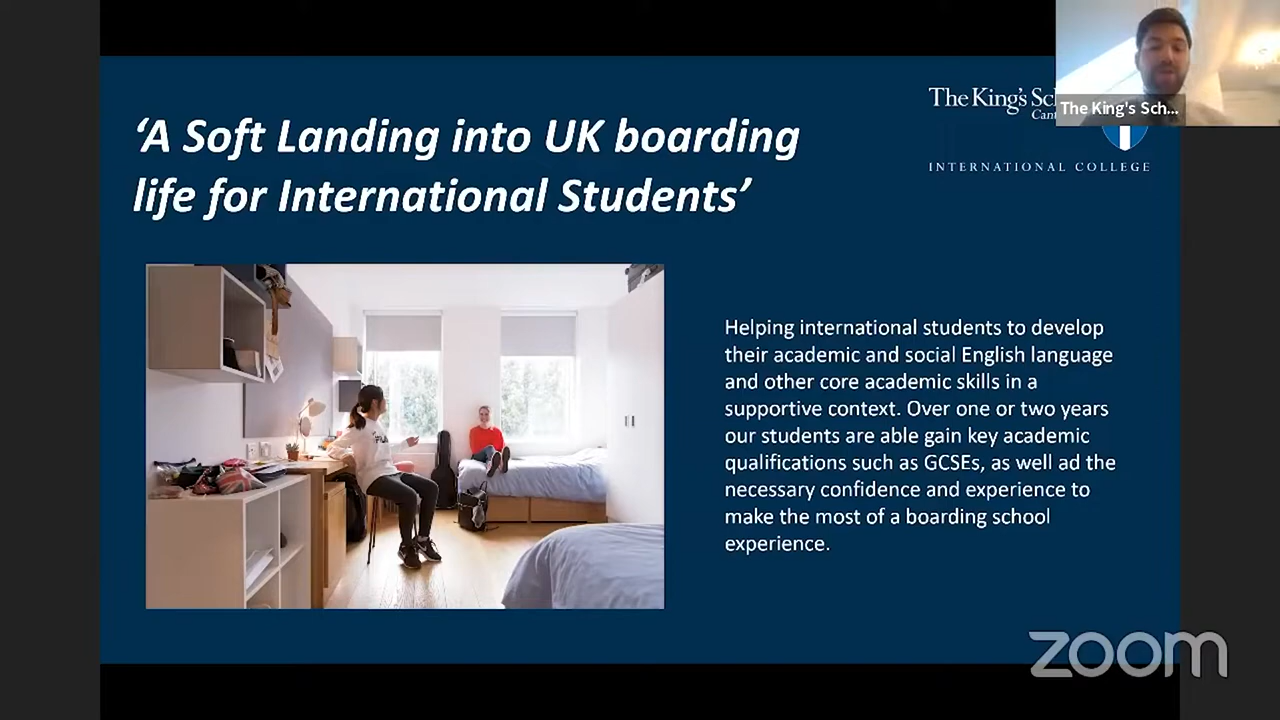 ‘A Soft Landing into UK boarding
life for International Students’
The King's Sch
Cant
INTERNATIONAL COLLEGE
The King's Sch...
Helping international students to develop
their academic and social English language
and other core academic skills in a
supportive context. Over one or two years
our students are able gain key academic
qualifications such as GCSEs, as well ad the
necessary confidence and experience to
make the most of a boarding school
experience.
zoom